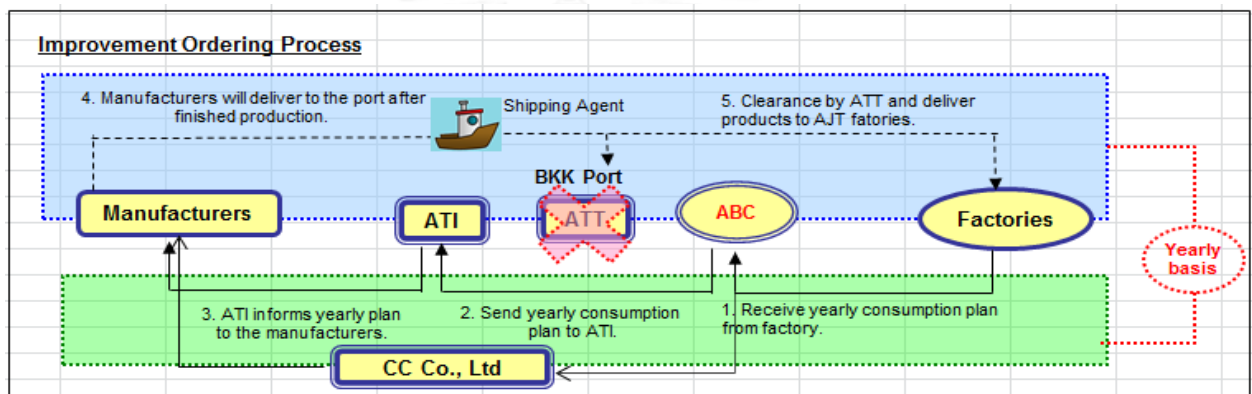 Improvement Ordering Process
4. Manufacturers will deliver to the port after
finished production.
Shipping Agent
5. Clearance by ATT and deliver
products to AJT fatories.
BKK Port
Manufacturers
ATI
ATT
ABC
Factories
Yearly
basis
3. ATI informs yearly plan
to the manufacturers.
2. Send yearly consumption
plan to ATI.
1. Receive yearly consumption plan
from factory.
CC Co., Ltd